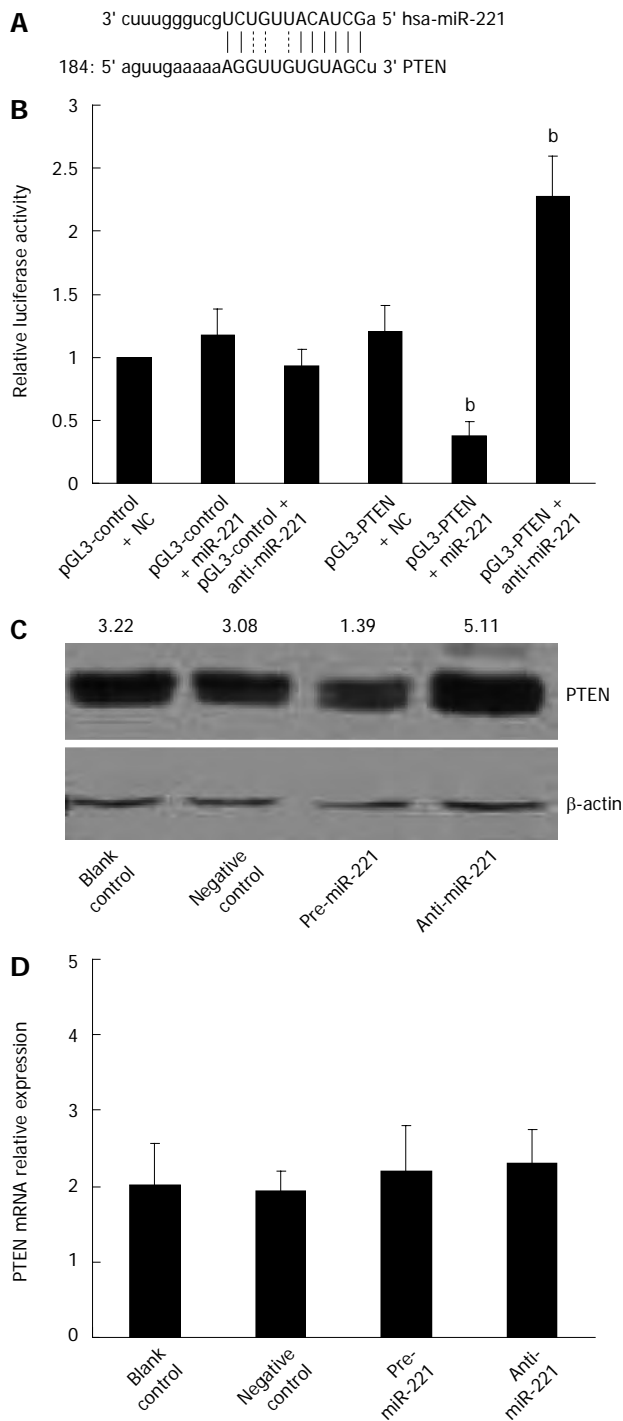 A
3' cuuugggucgUCUGUUACAUCGa 5' hsa-miR-221
184: 5' aguugaaaaaAGGUUGUGUAGCu 3' PTEN
B
3
2.5
2
1.5
1
0.5
0
Relative luciferase activity
b
b
pGL3-control
+ NC
pGL3-control
+ miR-221
pGL3-control +
anti-miR-221
pGL3-PTEN
+ NC
pGL3-PTEN
+ miR-221
pGL3-PTEN +
anti-miR-221
C
3.22 3.08 1.39 5.11
PTEN
β-actin
Blank
control
Negative
control
Pre-miR-221
Anti-miR-221
D
5
4
3
2
1
0
PTEN mRNA relative expression
Blank
control
Negative
control
Pre-
miR-221
Anti-
miR-221